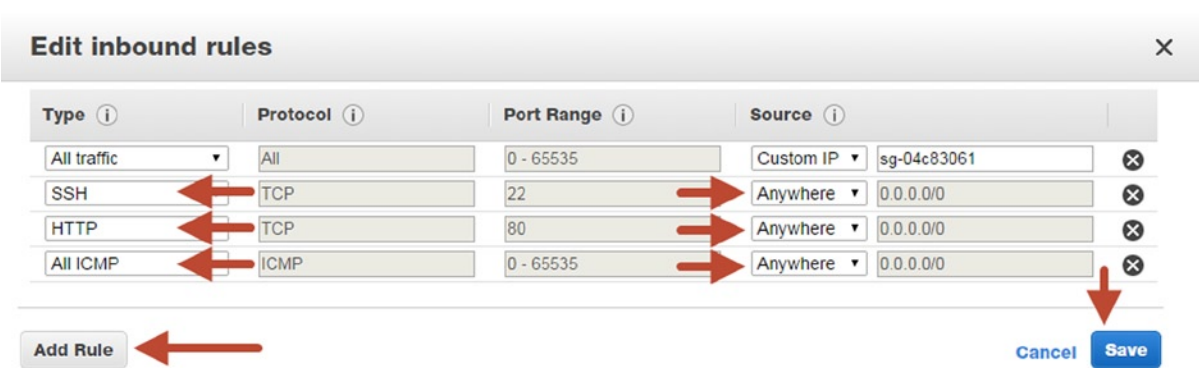 Edit inbound rules
Type Protocol Port Range Source
All traffic All 0 - 65535 Custom IP sg-04c83061
SSH TCP 22 Anywhere 0.0.0.0/0
HTTP TCP 80 Anywhere 0.0.0.0/0
All ICMP ICMP 0 - 65535 Anywhere 0.0.0.0/0
Add Rule Cancel Save